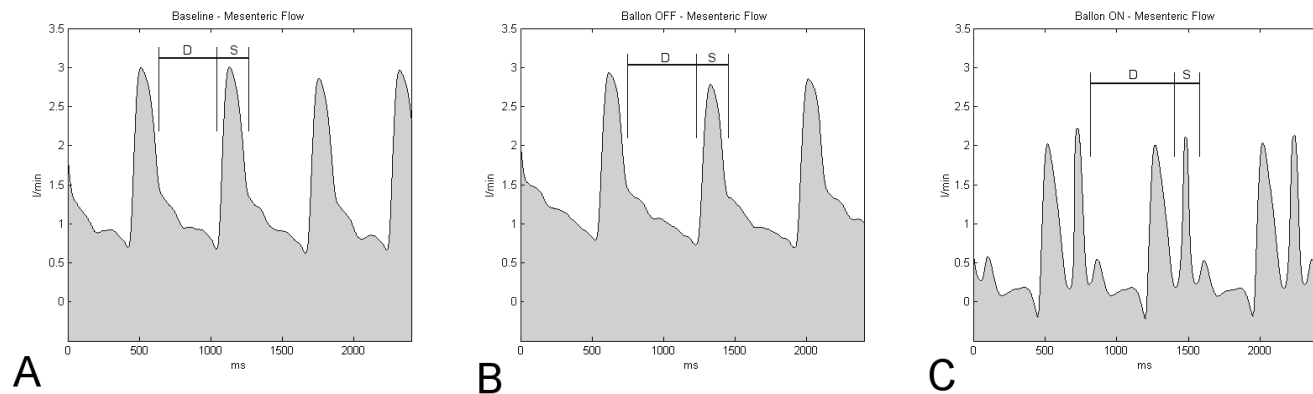 Baseline - Mesenteric Flow
3.5
3
2.5
2
1.5
1
0.5
0
l/min
D
S
0
500
1000
1500
2000
ms
A
Ballon OFF - Mesenteric Flow
3.5
3
2.5
2
1.5
1
0.5
0
l/min
D
S
0
500
1000
1500
2000
ms
B
Ballon ON - Mesenteric Flow
3.5
3
2.5
2
1.5
1
0.5
0
l/min
D
S
0
500
1000
1500
2000
ms
C